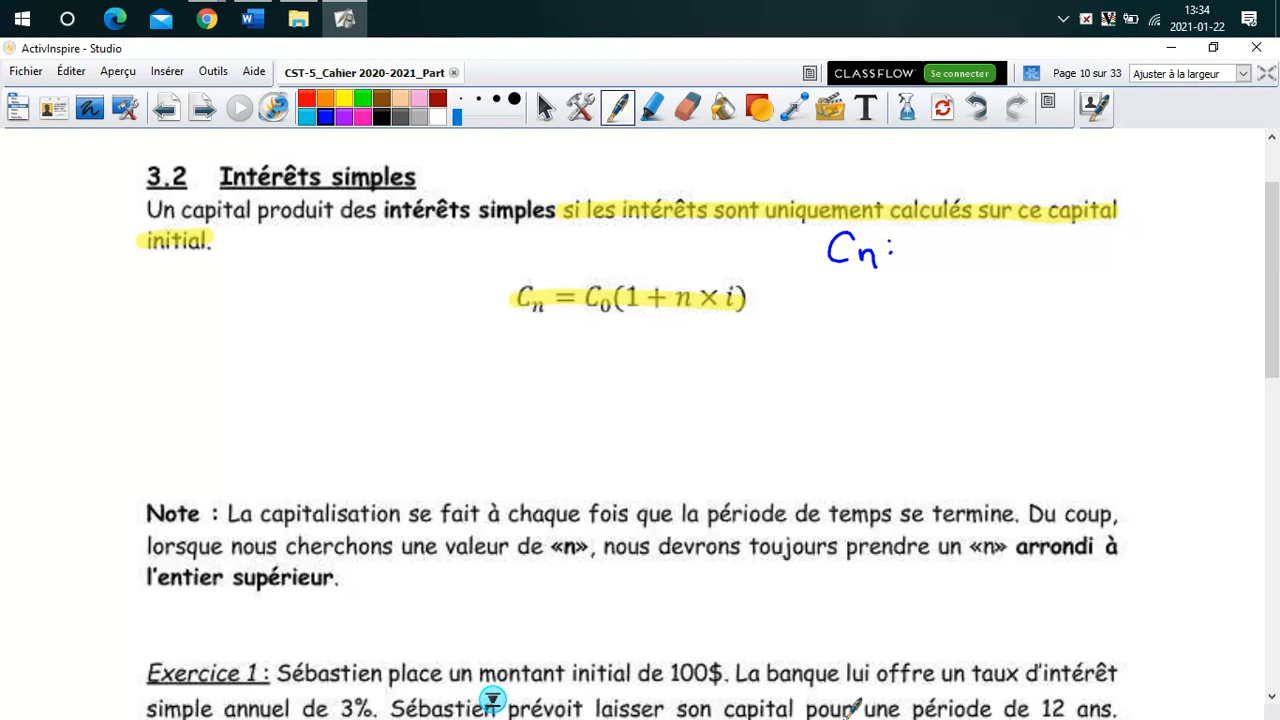 13:34
2021-01-22
ActivInspire - Studio
Fichier Éditer Aperçu Insérer Outils Aide CST-5_Cahier 2020-2021_Part CLASSFLOW Se connecter Page 10 sur 33 Ajuster à la largeur
3.2 Intérêts simples
Un capital produit des intérêts simples si les intérêts sont uniquement calculés sur ce capital
initial.
Cn :
Cn = C0(1 + n × i)
Note : La capitalisation se fait à chaque fois que la période de temps se termine. Du coup,
lorsque nous cherchons une valeur de «n», nous devrons toujours prendre un «n» arrondi à
l'entier supérieur.
Exercice 1 : Sébastien place un montant initial de 100$. La banque lui offre un taux d'intérêt
simple annuel de 3%. Sébastien prévoit laisser son capital pour une période de 12 ans.